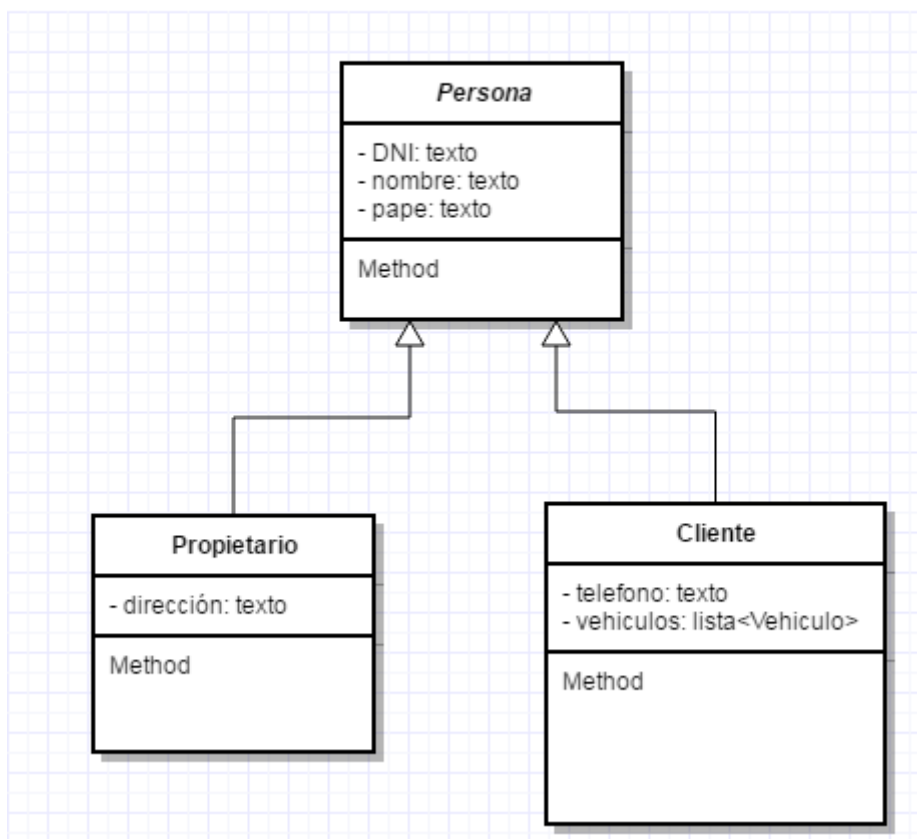 Persona
- DNI: texto
- nombre: texto
- pape: texto
Method
Propietario
- dirección: texto
Method
Cliente
- telefono: texto
- vehiculos: lista<Vehiculo>
Method